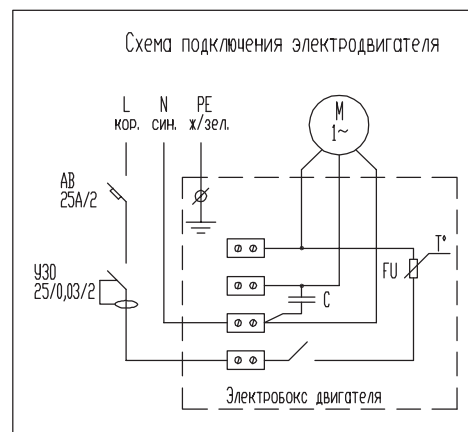 Схема подключения электродвигателя
L N PE
кор. син. ж/зел.
М
1~
АВ
25А/2
УЗО
25/0,03/2
T°
FU
C
Электробокс двигателя